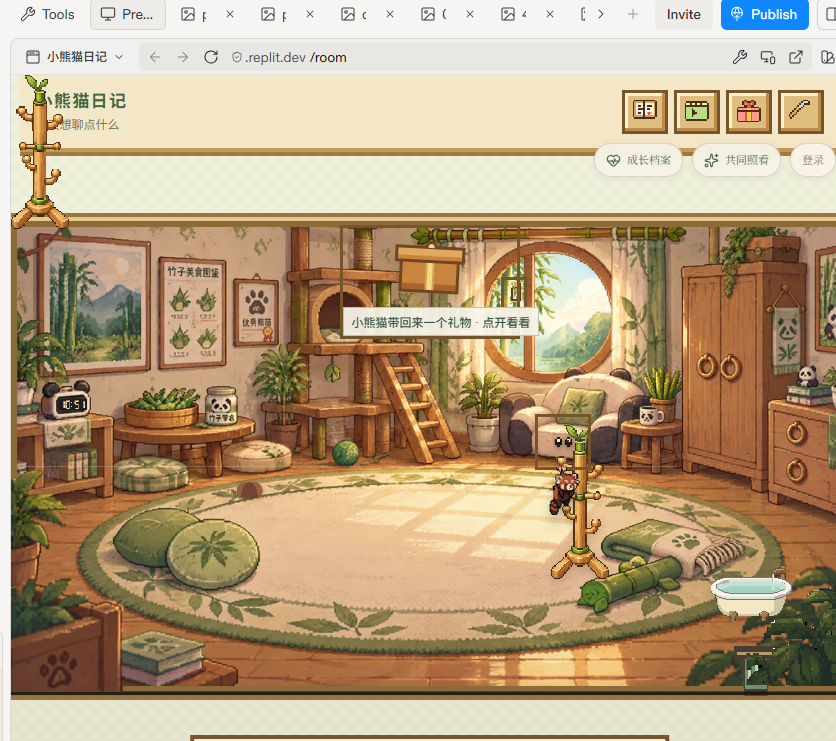 Tools
Pre...
Invite
Publish
小熊猫日记
.replit.dev /room
小熊猫日记
想聊点什么
成长档案
共同照看
登录
竹子美食图鉴
优秀熊猫
小熊猫带回来一个礼物 · 点开看看
10:51
竹子零食